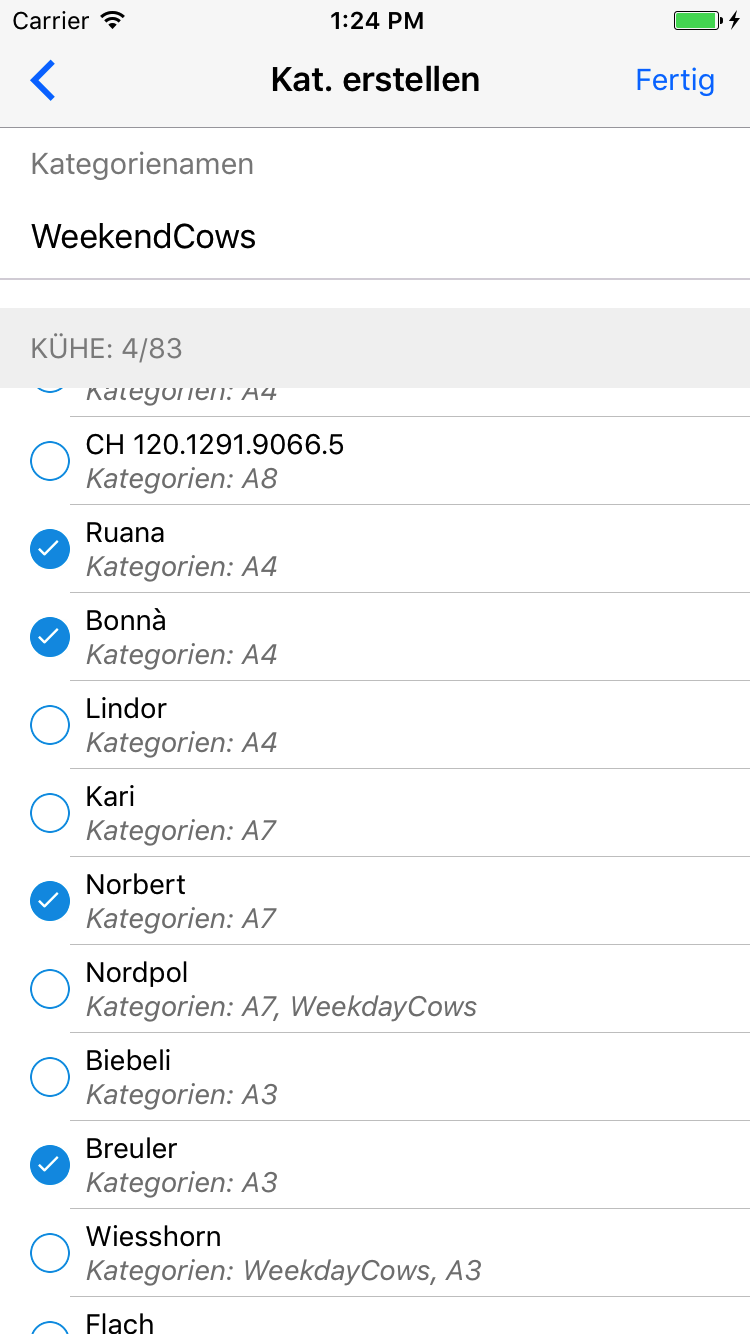 Carrier 1:24 PM
Kat. erstellen Fertig
Kategorienamen
WeekendCows
KÜHE: 4/83
Kategorien: A4
CH 120.1291.9066.5
Kategorien: A8
Ruana
Kategorien: A4
Bonnà
Kategorien: A4
Lindor
Kategorien: A4
Kari
Kategorien: A7
Norbert
Kategorien: A7
Nordpol
Kategorien: A7, WeekdayCows
Biebeli
Kategorien: A3
Breuler
Kategorien: A3
Wiesshorn
Kategorien: WeekdayCows, A3
Flach